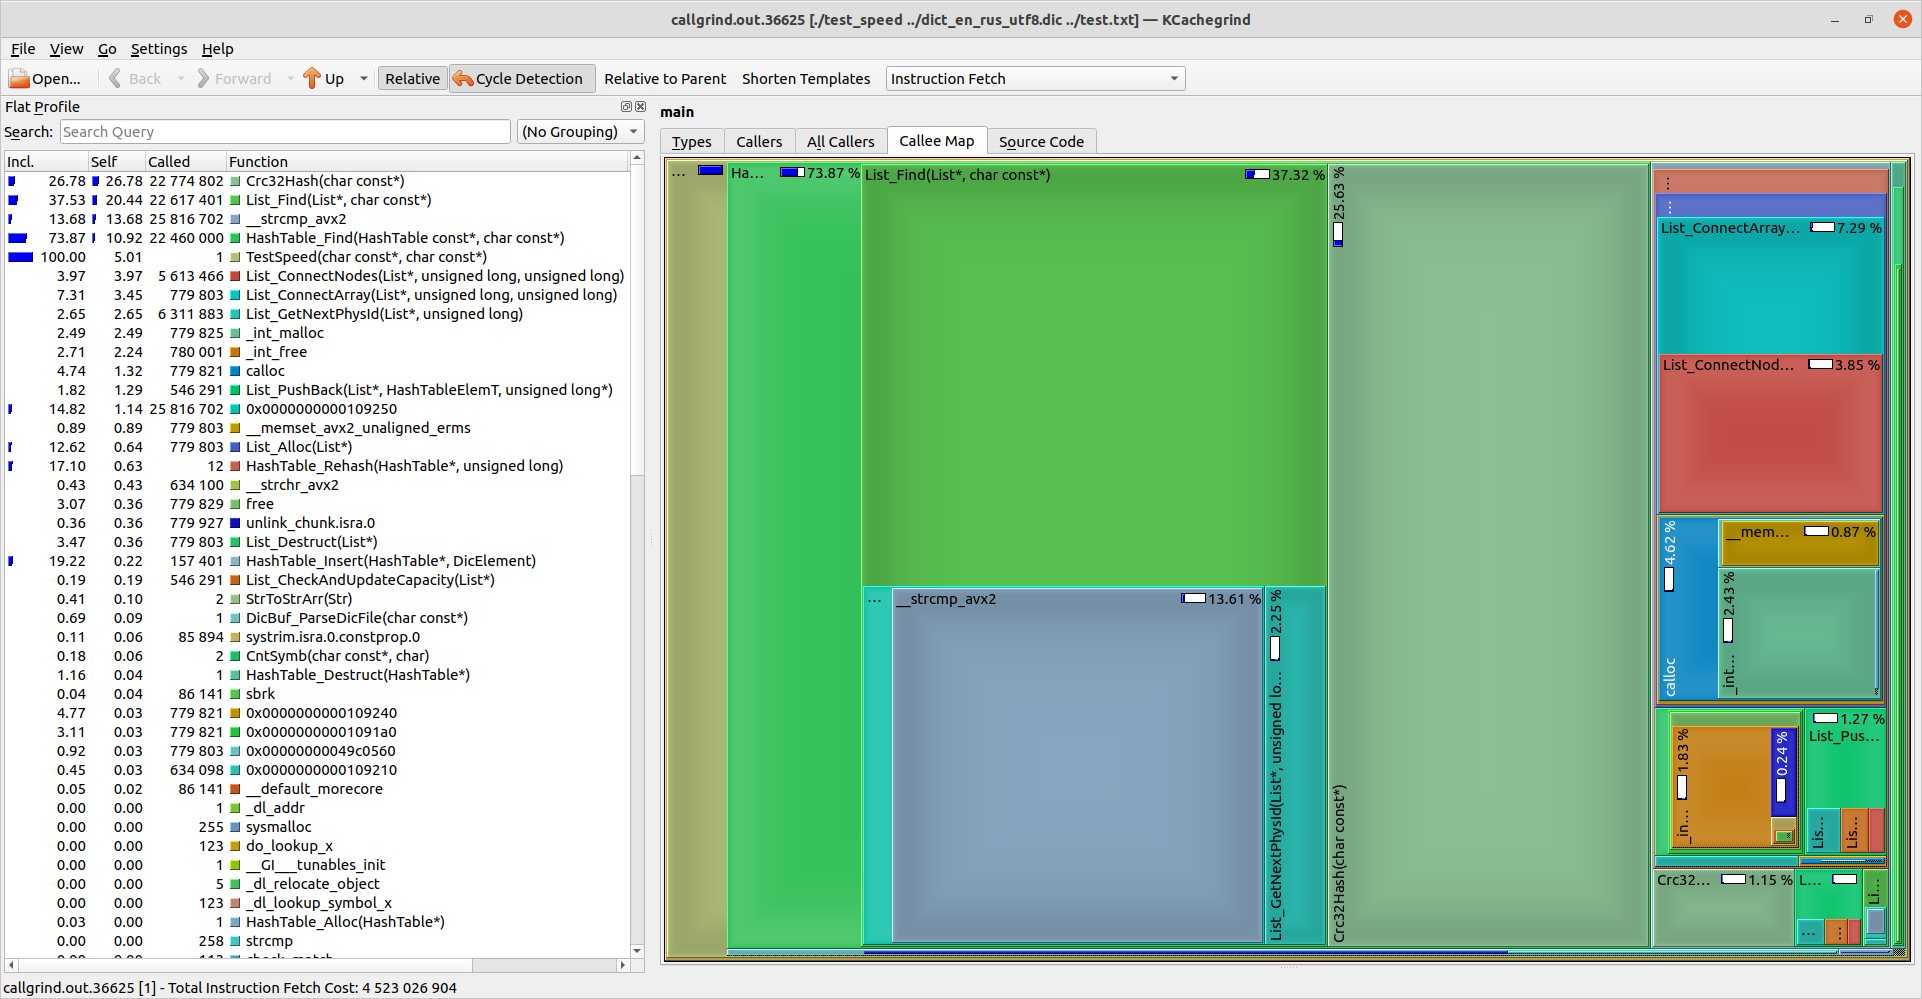 callgrind.out.36625 [./test_speed ../dict_en_rus_utf8.dic ../test.txt] — KCachegrind
File View Go Settings Help
Open... Back Forward Up Relative Cycle Detection Relative to Parent Shorten Templates Instruction Fetch
Flat Profile
Search: Search Query (No Grouping)
Incl. Self Called Function
26.78 26.78 22 774 802 Crc32Hash(char const*)
37.53 20.44 22 617 401 List_Find(List*, char const*)
13.68 13.68 25 816 702 __strcmp_avx2
73.87 10.92 22 460 000 HashTable_Find(HashTable const*, char const*)
100.00 5.01 1 TestSpeed(char const*, char const*)
3.97 3.97 5 613 466 List_ConnectNodes(List*, unsigned long, unsigned long)
7.31 3.45 779 803 List_ConnectArray(List*, unsigned long, unsigned long)
2.65 2.65 6 311 883 List_GetNextPhysId(List*, unsigned long)
2.49 2.49 779 825 _int_malloc
2.71 2.24 780 001 _int_free
4.74 1.32 779 821 calloc
1.82 1.29 546 291 List_PushBack(List*, HashTableElemT, unsigned long*)
14.82 1.14 25 816 702 0x0000000000109250
0.89 0.89 779 803 __memset_avx2_unaligned_erms
12.62 0.64 779 803 List_Alloc(List*)
17.10 0.63 12 HashTable_Rehash(HashTable*, unsigned long)
0.43 0.43 634 100 __strchr_avx2
3.07 0.36 779 829 free
0.36 0.36 779 927 unlink_chunk.isra.0
3.47 0.36 779 803 List_Destruct(List*)
19.22 0.22 157 401 HashTable_Insert(HashTable*, DicElement)
0.19 0.19 546 291 List_CheckAndUpdateCapacity(List*)
0.41 0.10 2 StrToStrArr(Str)
0.69 0.09 1 DicBuf_ParseDicFile(char const*)
0.11 0.06 85 894 systrim.isra.0.constprop.0
0.18 0.06 2 CntSymb(char const*, char)
1.16 0.04 1 HashTable_Destruct(HashTable*)
0.04 0.04 86 141 sbrk
4.77 0.03 779 821 0x0000000000109240
3.11 0.03 779 821 0x00000000001091a0
0.92 0.03 779 803 0x00000000049c0560
0.45 0.03 634 098 0x0000000000109210
0.05 0.02 86 141 __default_morecore
0.00 0.00 1 _dl_addr
0.00 0.00 255 sysmalloc
0.00 0.00 123 do_lookup_x
0.00 0.00 1 __GI___tunables_init
0.00 0.00 5 _dl_relocate_object
0.00 0.00 123 _dl_lookup_symbol_x
0.03 0.00 1 HashTable_Alloc(HashTable*)
0.00 0.00 258 strcmp
main
Types Callers All Callers Callee Map Source Code
...
Ha... 73.87 %
List_Find(List*, char const*) 37.32 %
...
__strcmp_avx2 13.61 %
List_GetNextPhysId(List*, unsigned lo... 2.25 %
Crc32Hash(char const*) 25.63 %
...
...
List_ConnectArray... 7.29 %
List_ConnectNod... 3.85 %
calloc 4.62 %
__mem... 0.87 %
_int... 2.43 %
_in... 1.83 %
0.24 %
1.27 %
List_Pus...
Lis...
Lis...
Crc32... 1.15 %
L...
Li...
...
...
callgrind.out.36625 [1] - Total Instruction Fetch Cost: 4 523 026 904